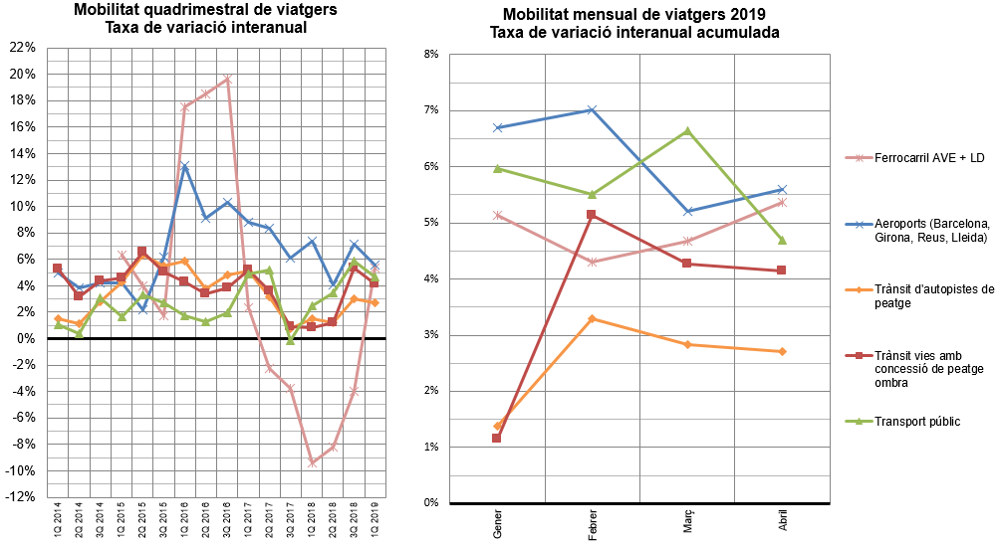 Mobilitat quadrimestral de viatgers
Taxa de variació interanual
22%
20%
18%
16%
14%
12%
10%
8%
6%
4%
2%
0%
-2%
-4%
-6%
-8%
-10%
-12%
1Q 2014
2Q 2014
3Q 2014
1Q 2015
2Q 2015
3Q 2015
1Q 2016
2Q 2016
3Q 2016
1Q 2017
2Q 2017
3Q 2017
1Q 2018
2Q 2018
3Q 2018
1Q 2019
Mobilitat mensual de viatgers 2019
Taxa de variació interanual acumulada
8%
7%
6%
5%
4%
3%
2%
1%
0%
Gener
Febrer
Març
Abril
Ferrocarril AVE + LD
Aeroports (Barcelona,
Girona, Reus, Lleida)
Trànsit d'autopistes de
peatge
Trànsit vies amb
concessió de peatge
ombra
Transport públic